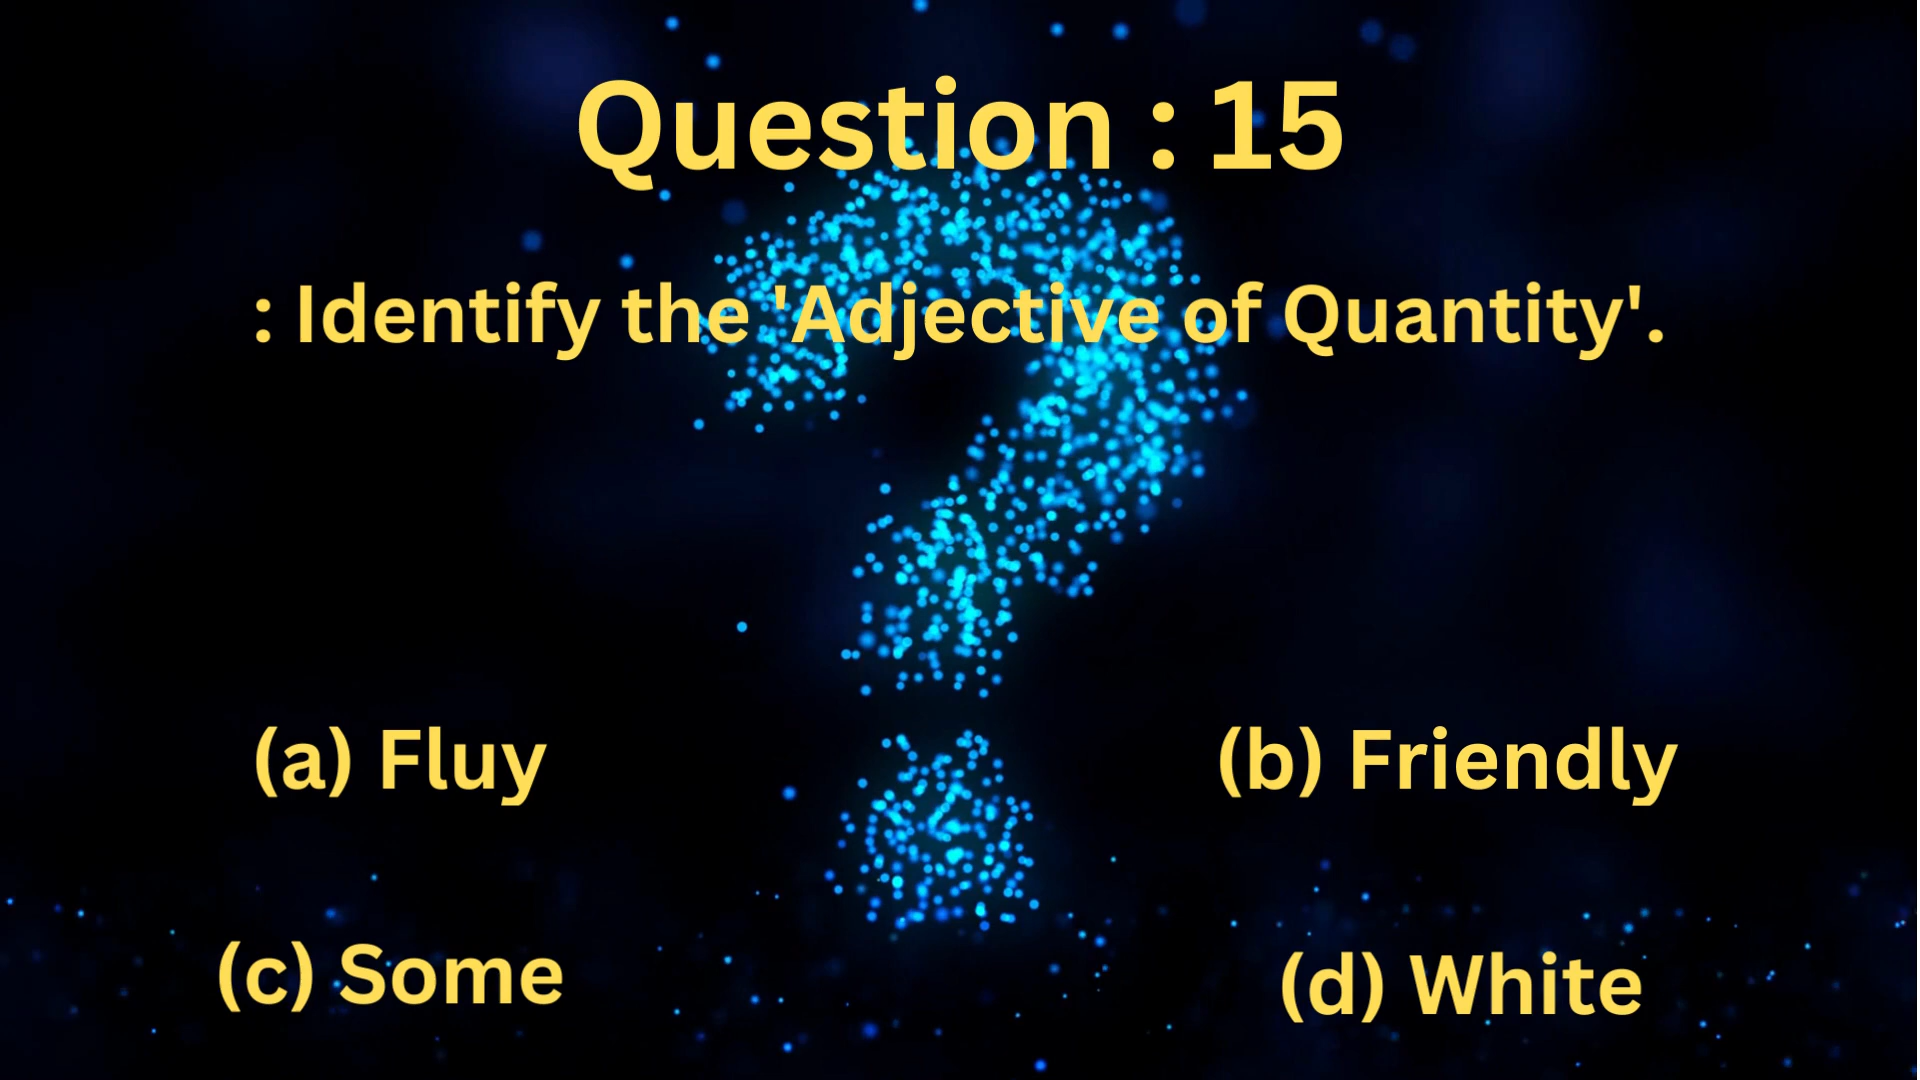 Question : 15
: Identify the 'Adjective of Quantity'.
(a) Fluy
(b) Friendly
(c) Some
(d) White